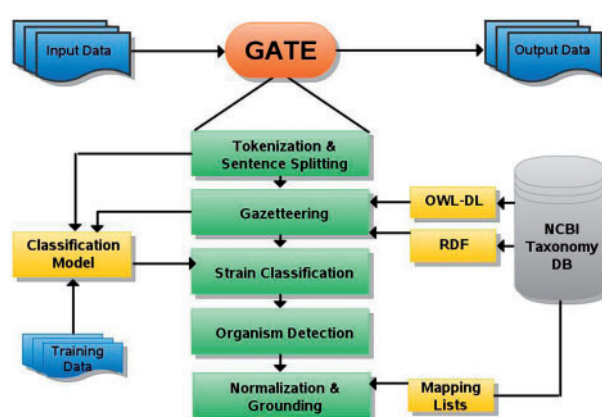 Input Data
GATE
Output Data
Tokenization &
Sentence Splitting
Gazetteering
OWL-DL
RDF
NCBI
Taxonomy
DB
Classification
Model
Strain Classification
Organism Detection
Training
Data
Normalization &
Grounding
Mapping
Lists